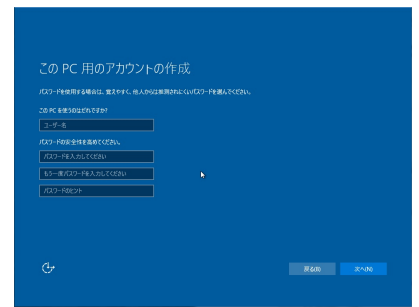 この PC 用のアカウントの作成
パスワードを使用する場合は、覚えやすく、他人からは推測されにくいパスワードを選んでください。
この PC を使うのはだれですか?
ユーザー名
パスワードの安全性を高めてください。
パスワードを入力してください
もう一度パスワードを入力してください
パスワードのヒント
戻る(B)
次へ(N)